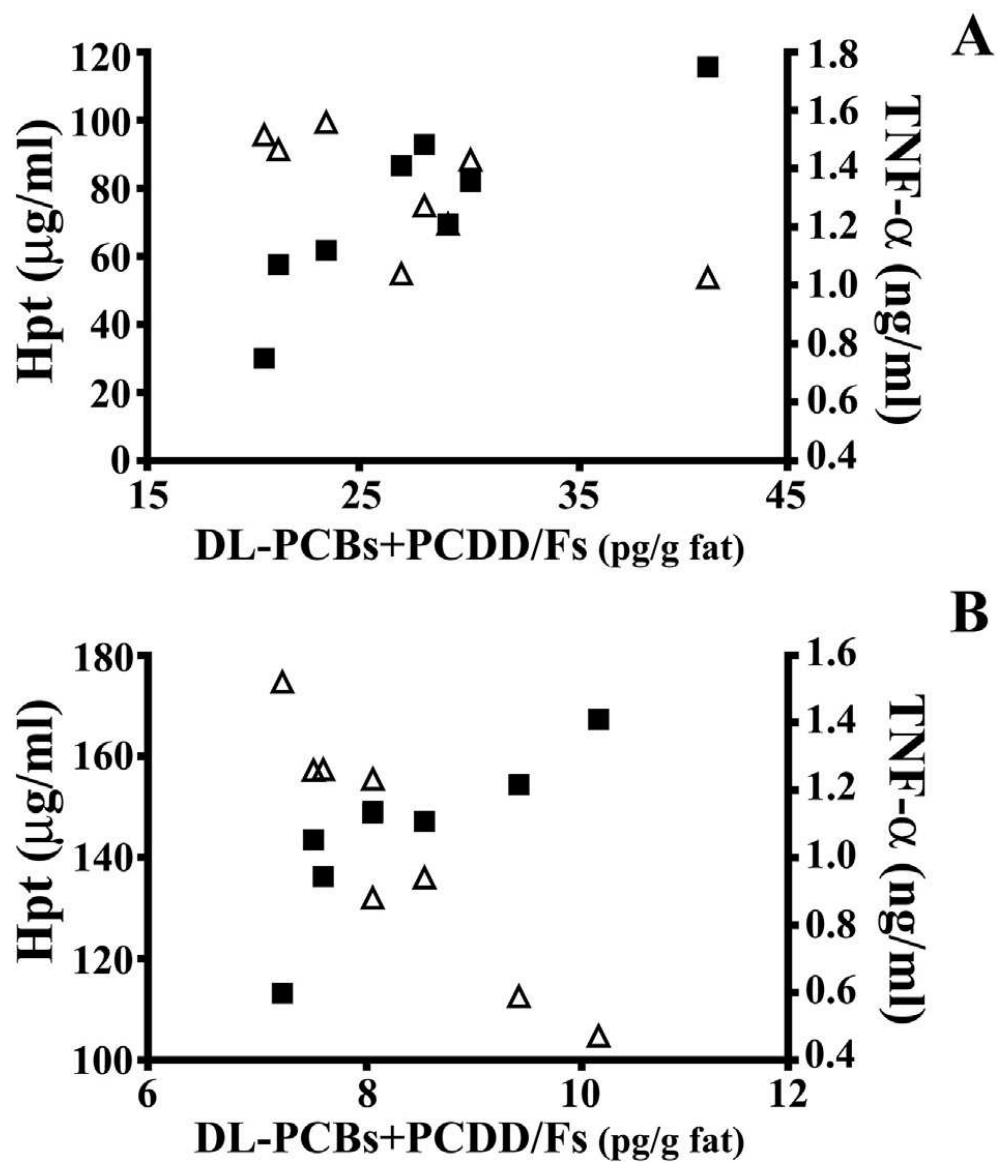 A
Hpt (µg/ml)
120
100
80
60
40
20
0
1.8
1.6
1.4
1.2
1.0
0.8
0.6
0.4
TNF-α (ng/ml)
15 25 35 45
DL-PCBs+PCDD/Fs (pg/g fat)
B
Hpt (µg/ml)
180
160
140
120
100
1.6
1.4
1.2
1.0
0.8
0.6
0.4
TNF-α (ng/ml)
6 8 10 12
DL-PCBs+PCDD/Fs (pg/g fat)